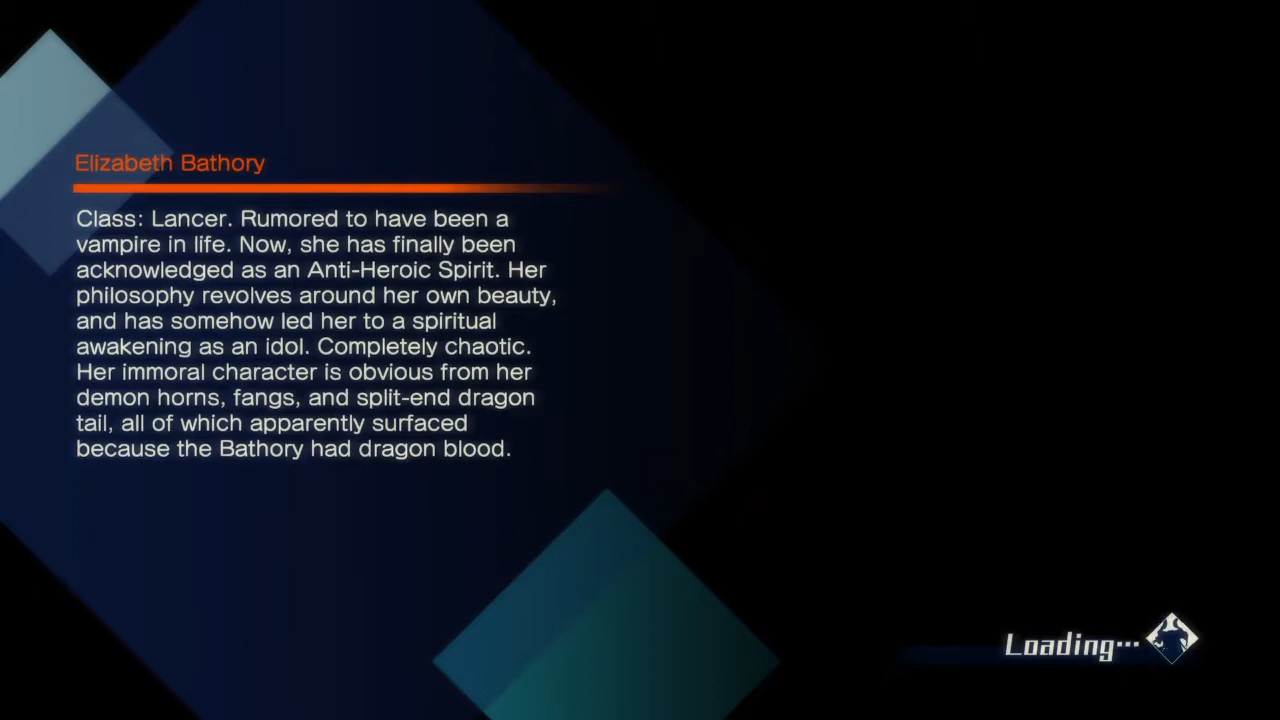 Elizabeth Bathory
Class: Lancer. Rumored to have been a
vampire in life. Now, she has finally been
acknowledged as an Anti-Heroic Spirit. Her
philosophy revolves around her own beauty,
and has somehow led her to a spiritual
awakening as an idol. Completely chaotic.
Her immoral character is obvious from her
demon horns, fangs, and split-end dragon
tail, all of which apparently surfaced
because the Bathory had dragon blood.
Loading···